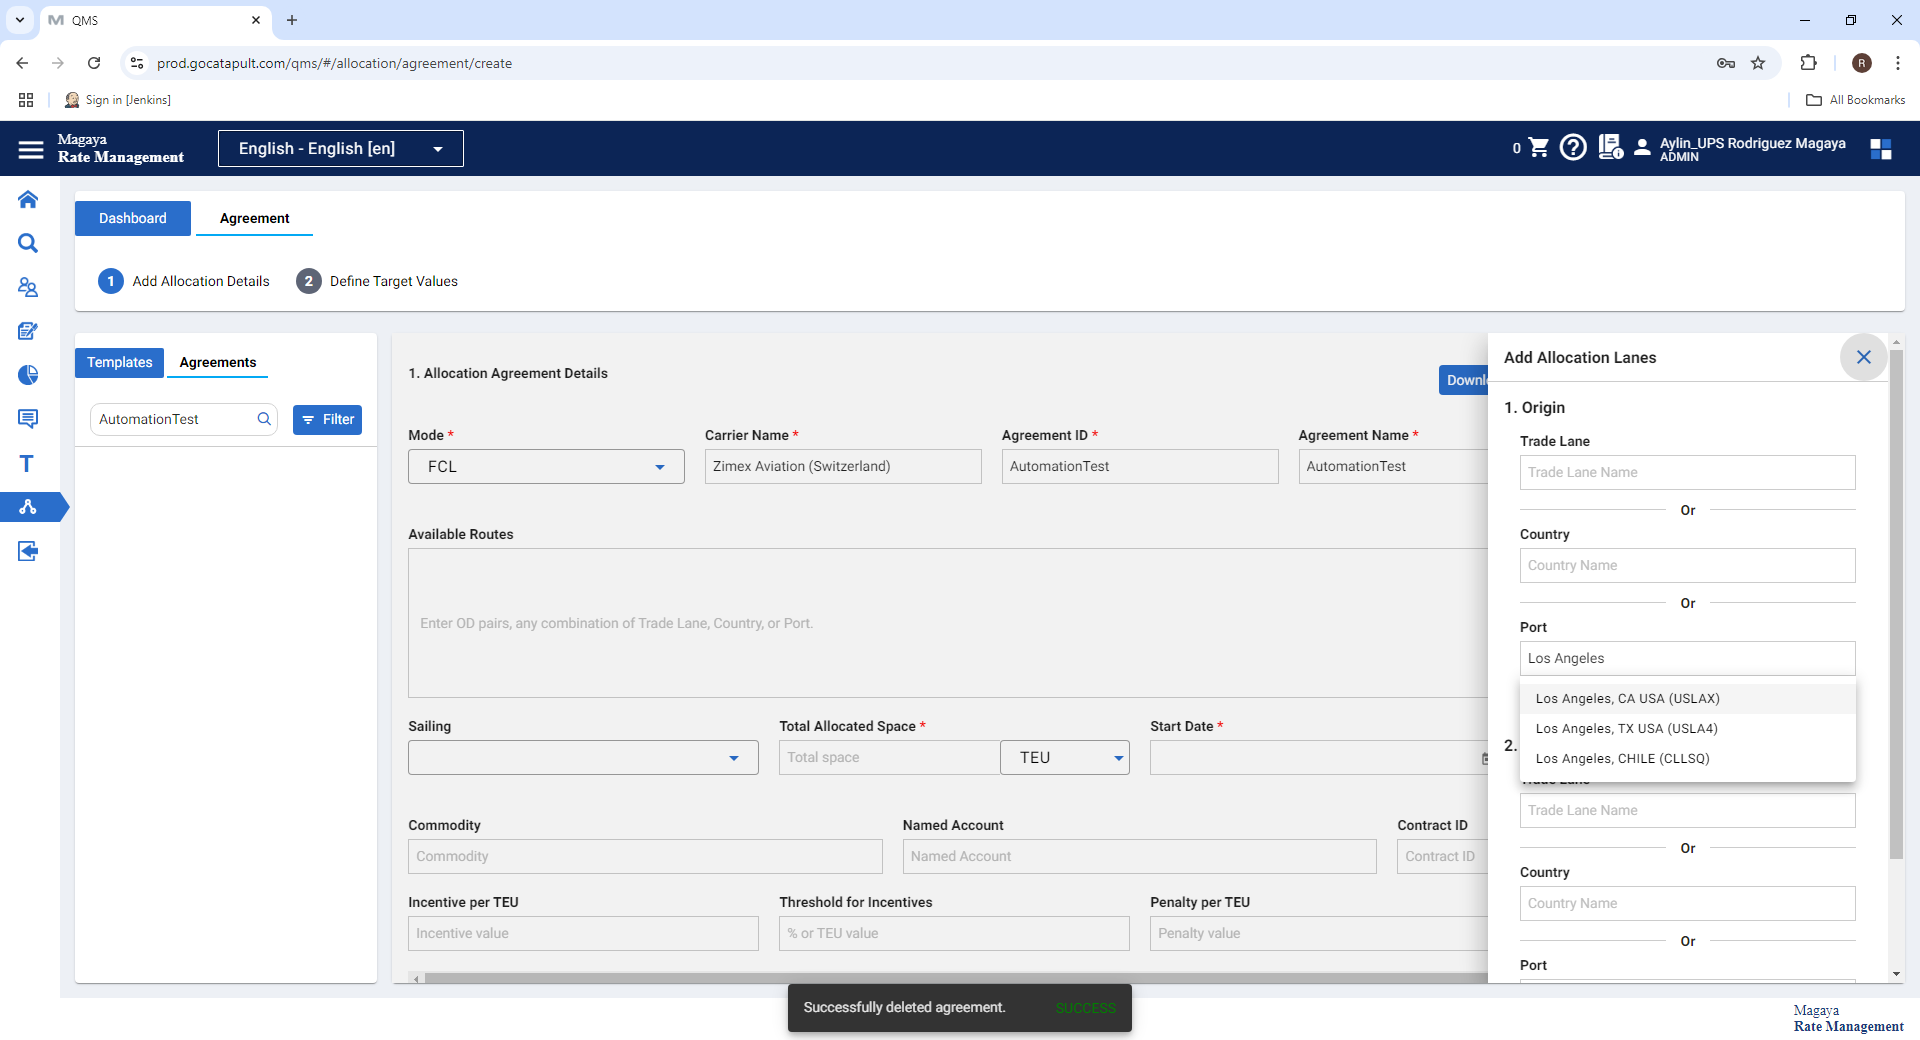 QMS
prod.gocatapult.com/qms/#/allocation/agreement/create
R
Sign in [Jenkins]
All Bookmarks
Magaya
Rate Management
English - English [en]
0
Aylin_UPS Rodriguez Magaya
ADMIN
Dashboard
Agreement
1 Add Allocation Details
2 Define Target Values
Templates
Agreements
AutomationTest
Filter
T
1. Allocation Agreement Details
Downl
Mode *
Carrier Name *
Agreement ID *
Agreement Name *
FCL
Zimex Aviation (Switzerland)
AutomationTest
AutomationTest
Available Routes
Enter OD pairs, any combination of Trade Lane, Country, or Port.
Sailing
Total Allocated Space *
Start Date *
Total space
TEU
Commodity
Named Account
Contract ID
Commodity
Named Account
Contract ID
Incentive per TEU
Threshold for Incentives
Penalty per TEU
Incentive value
% or TEU value
Penalty value
Add Allocation Lanes
1. Origin
Trade Lane
Trade Lane Name
Or
Country
Country Name
Or
Port
Los Angeles
Los Angeles, CA USA (USLAX)
Los Angeles, TX USA (USLA4)
Los Angeles, CHILE (CLLSQ)
2.
Trade Lane
Trade Lane Name
Or
Country
Country Name
Or
Port
Successfully deleted agreement.
SUCCESS
Magaya
Rate Management